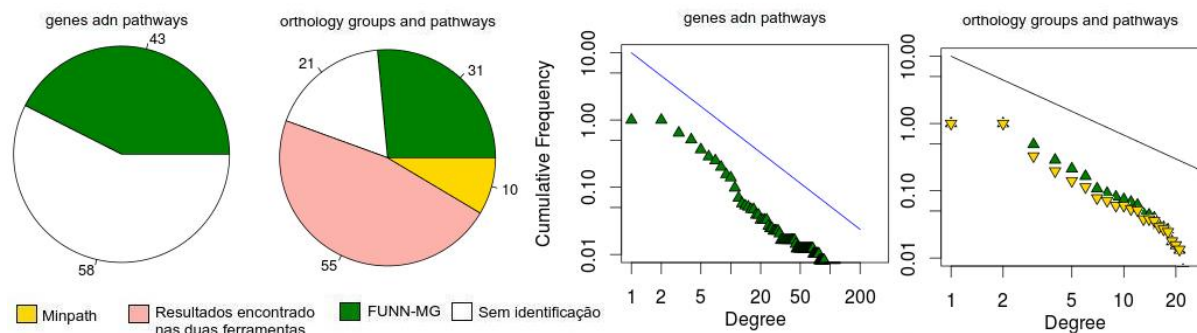 genes adn pathways
43
58
orthology groups and pathways
21
31
10
55
Minpath
Resultados encontrado
nas duas ferramentas
FUNN-MG
Sem identificação
genes adn pathways
Cumulative Frequency
10.00
1.00
0.10
0.01
1 2 5 20 50 200
Degree
orthology groups and pathways
10.00
1.00
0.10
0.01
1 2 5 10 20
Degree